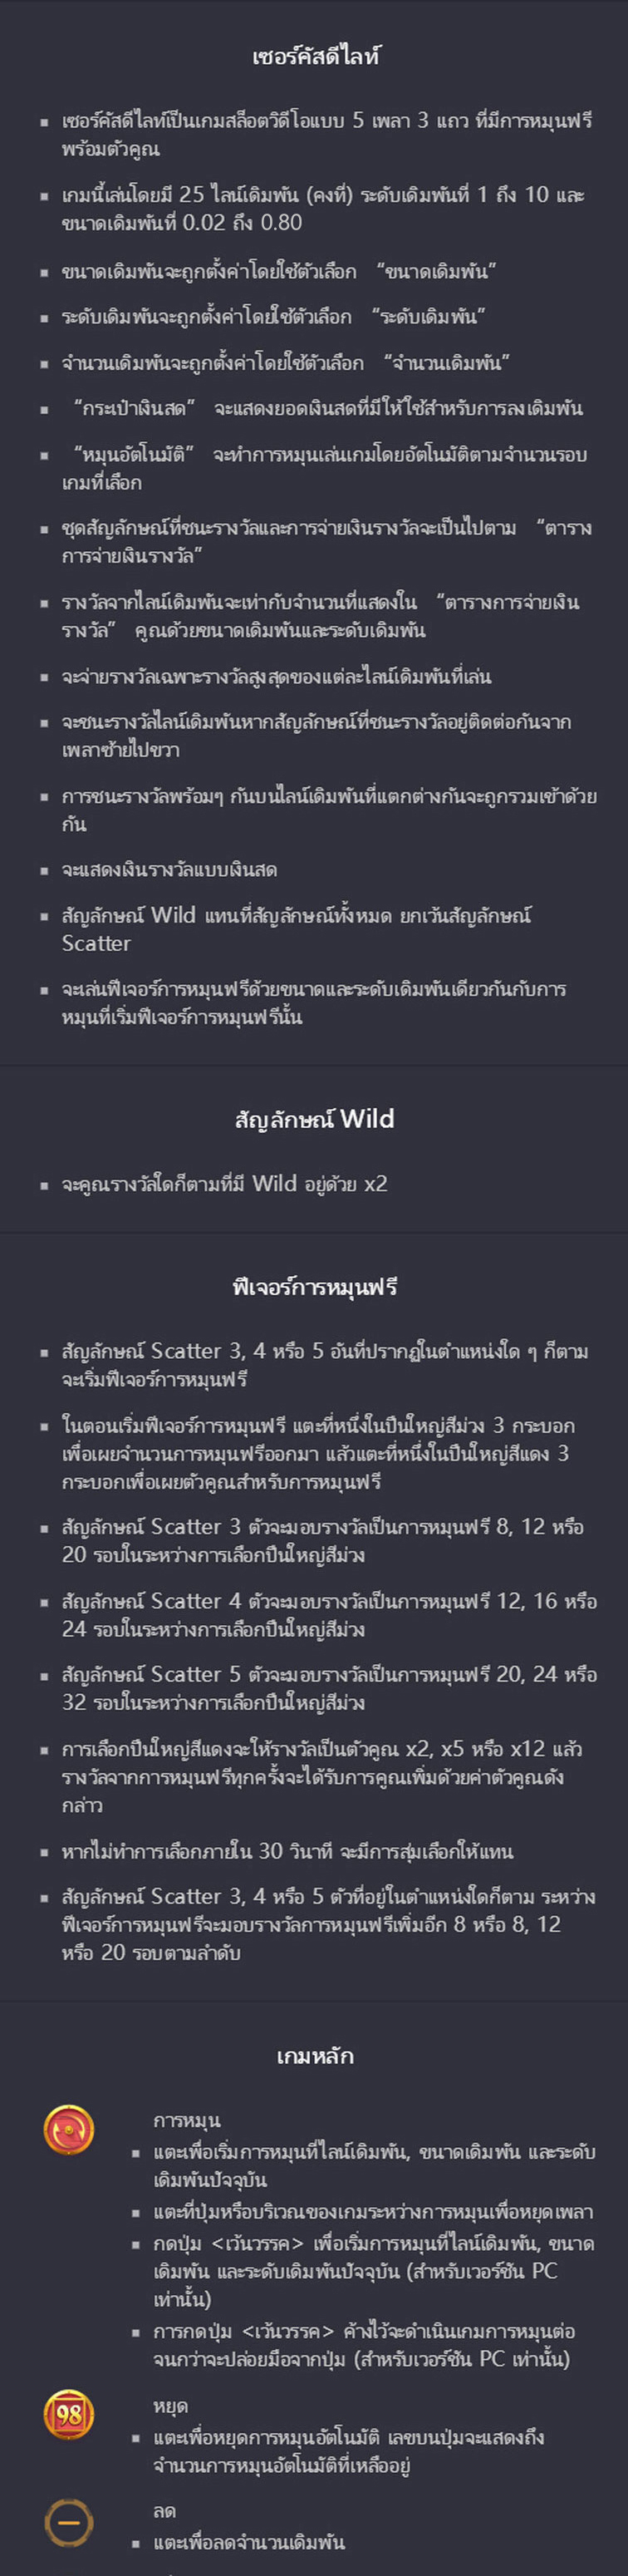 เซอร์คัสดีไลท์
เซอร์คัสดีไลท์เป็นเกมสล็อตวิดีโอแบบ 5 เพลา 3 แถว ที่มีการหมุนฟรี
พร้อมตัวคูณ
เกมนี้เล่นโดยมี 25 ไลน์เดิมพัน (คงที่) ระดับเดิมพันที่ 1 ถึง 10 และ
ขนาดเดิมพันที่ 0.02 ถึง 0.80
ขนาดเดิมพันจะถูกตั้งค่าโดยใช้ตัวเลือก “ขนาดเดิมพัน”
ระดับเดิมพันจะถูกตั้งค่าโดยใช้ตัวเลือก “ระดับเดิมพัน”
จำนวนเดิมพันจะถูกตั้งค่าโดยใช้ตัวเลือก “จำนวนเดิมพัน”
“กระเป๋าเงินสด” จะแสดงยอดเงินสดที่มีให้ใช้สำหรับการลงเดิมพัน
“หมุนอัตโนมัติ” จะทำการหมุนเล่นเกมโดยอัตโนมัติตามจำนวนรอบ
เกมที่เลือก
ชุดสัญลักษณ์ที่ชนะรางวัลและการจ่ายเงินรางวัลจะเป็นไปตาม “ตาราง
การจ่ายเงินรางวัล”
รางวัลจากไลน์เดิมพันจะเท่ากับจำนวนที่แสดงใน “ตารางการจ่ายเงิน
รางวัล” คูณด้วยขนาดเดิมพันและระดับเดิมพัน
จะจ่ายรางวัลเฉพาะรางวัลสูงสุดของแต่ละไลน์เดิมพันที่เล่น
จะชนะรางวัลไลน์เดิมพันหากสัญลักษณ์ที่ชนะรางวัลอยู่ติดต่อกันจาก
เพลาซ้ายไปขวา
การชนะรางวัลพร้อมๆ กันบนไลน์เดิมพันที่แตกต่างกันจะถูกรวมเข้าด้วย
กัน
จะแสดงเงินรางวัลแบบเงินสด
สัญลักษณ์ Wild แทนที่สัญลักษณ์ทั้งหมด ยกเว้นสัญลักษณ์
Scatter
จะเล่นฟีเจอร์การหมุนฟรีด้วยขนาดและระดับเดิมพันเดียวกันกับการ
หมุนที่เริ่มฟีเจอร์การหมุนฟรีนั้น
สัญลักษณ์ Wild
จะคูณรางวัลใดก็ตามที่มี Wild อยู่ด้วย x2
ฟีเจอร์การหมุนฟรี
สัญลักษณ์ Scatter 3, 4 หรือ 5 อันที่ปรากฏในตำแหน่งใด ๆ ก็ตาม
จะเริ่มฟีเจอร์การหมุนฟรี
ในตอนเริ่มฟีเจอร์การหมุนฟรี แตะที่หนึ่งในปืนใหญ่สีม่วง 3 กระบอก
เพื่อเผยจำนวนการหมุนฟรีออกมา แล้วแตะที่หนึ่งในปืนใหญ่สีแดง 3
กระบอกเพื่อเผยตัวคูณสำหรับการหมุนฟรี
สัญลักษณ์ Scatter 3 ตัวจะมอบรางวัลเป็นการหมุนฟรี 8, 12 หรือ
20 รอบในระหว่างการเลือกปืนใหญ่สีม่วง
สัญลักษณ์ Scatter 4 ตัวจะมอบรางวัลเป็นการหมุนฟรี 12, 16 หรือ
24 รอบในระหว่างการเลือกปืนใหญ่สีม่วง
สัญลักษณ์ Scatter 5 ตัวจะมอบรางวัลเป็นการหมุนฟรี 20, 24 หรือ
32 รอบในระหว่างการเลือกปืนใหญ่สีม่วง
การเลือกปืนใหญ่สีแดงจะให้รางวัลเป็นตัวคูณ x2, x5 หรือ x12 แล้ว
รางวัลจากการหมุนฟรีทุกครั้งจะได้รับการคูณเพิ่มด้วยค่าตัวคูณดัง
กล่าว
หากไม่ทำการเลือกภายใน 30 วินาที จะมีการสุ่มเลือกให้แทน
สัญลักษณ์ Scatter 3, 4 หรือ 5 ตัวที่อยู่ในตำแหน่งใดก็ตาม ระหว่าง
ฟีเจอร์การหมุนฟรีจะมอบรางวัลการหมุนฟรีเพิ่มอีก 8 หรือ 8, 12
หรือ 20 รอบตามลำดับ
เกมหลัก
การหมุน
แตะเพื่อเริ่มการหมุนที่ไลน์เดิมพัน, ขนาดเดิมพัน และระดับ
เดิมพันปัจจุบัน
แตะที่ปุ่มหรือบริเวณของเกมระหว่างการหมุนเพื่อหยุดเพลา
กดปุ่ม <เว้นวรรค> เพื่อเริ่มการหมุนที่ไลน์เดิมพัน, ขนาด
เดิมพัน และระดับเดิมพันปัจจุบัน (สำหรับเวอร์ชัน PC
เท่านั้น)
การกดปุ่ม <เว้นวรรค> ค้างไว้จะดำเนินเกมการหมุนต่อ
จนกว่าจะปล่อยมือจากปุ่ม (สำหรับเวอร์ชัน PC เท่านั้น)
98
หยุด
แตะเพื่อหยุดการหมุนอัตโนมัติ เลขบนปุ่มจะแสดงถึง
จำนวนการหมุนอัตโนมัติที่เหลืออยู่
ลด
แตะเพื่อลดจำนวนเดิมพัน